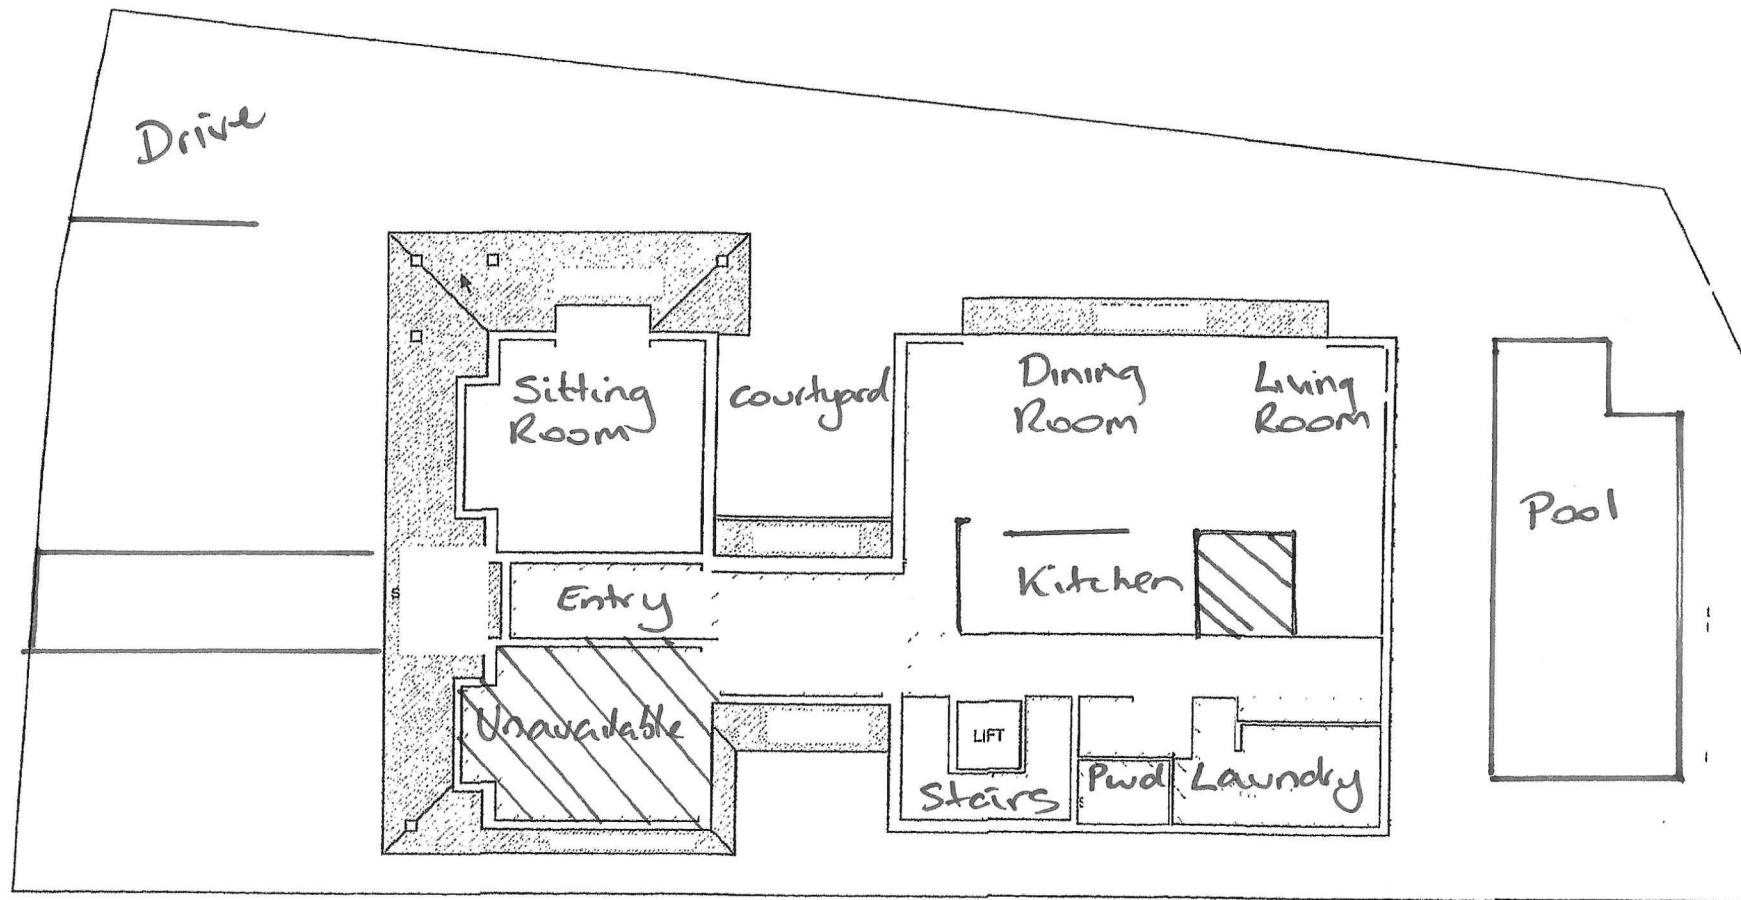 Drive
Sitting
Room
courtyard
Dining
Room
Living
Room
Pool
S
Entry
Kitchen
Unavailable
LIFT
Stairs
Pwd
Laundry